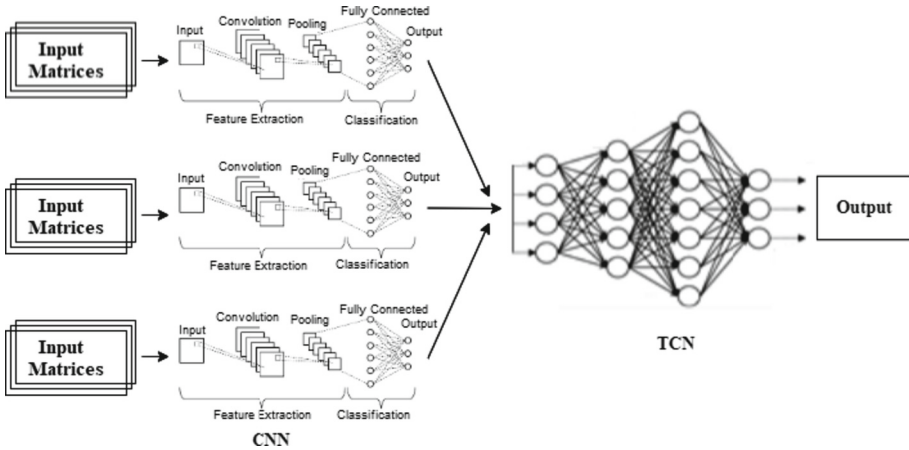 Input
Matrices
Input
Convolution
Pooling
Fully Connected
Output
Feature Extraction
Classification
Input
Matrices
Input
Convolution
Pooling
Fully Connected
Output
Feature Extraction
Classification
Input
Matrices
Input
Convolution
Pooling
Fully Connected
Output
Feature Extraction
Classification
CNN
TCN
Output